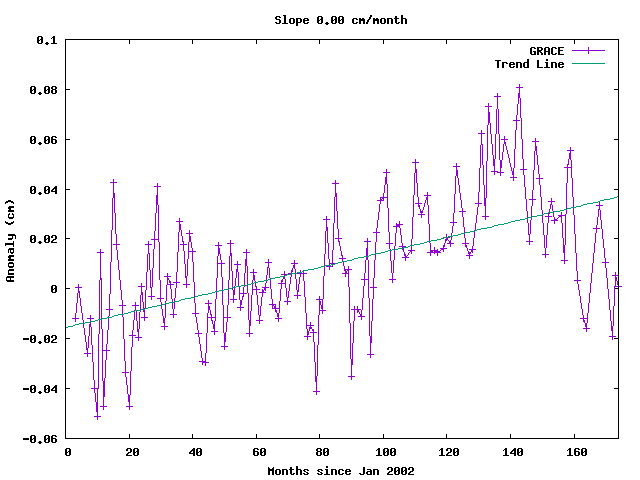 Slope 0.00 cm/month
0.1
GRACE
Trend Line
0.08
0.06
0.04
0.02
0
-0.02
-0.04
-0.06
Anomaly (cm)
0 20 40 60 80 100 120 140 160
Months since Jan 2002